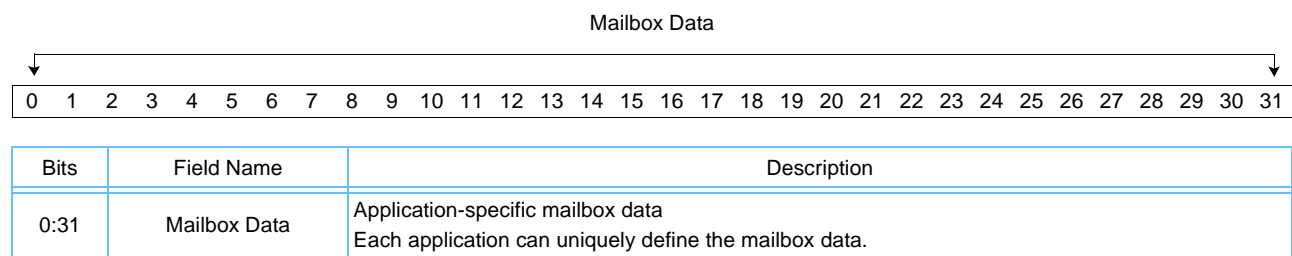 Mailbox Data
0 1 2 3 4 5 6 7 8 9 10 11 12 13 14 15 16 17 18 19 20 21 22 23 24 25 26 27 28 29 30 31
Bits Field Name Description
0:31 Mailbox Data Application-specific mailbox data
Each application can uniquely define the mailbox data.